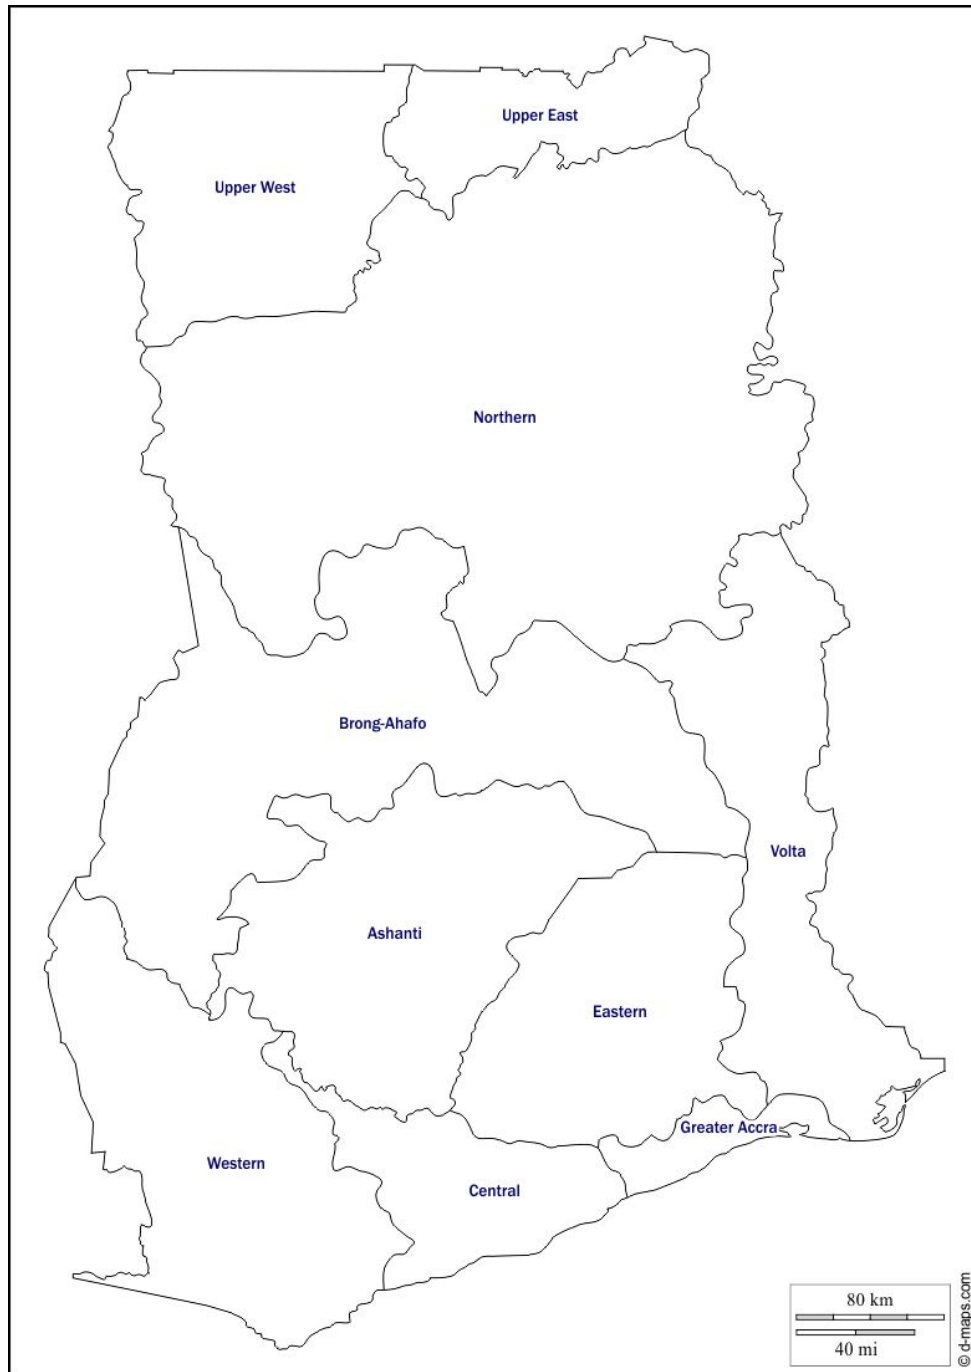 Upper East
Upper West
Northern
Brong-Ahafo
Volta
Ashanti
Eastern
Greater Accra
Western
Central
80 km
40 mi
© d-maps.com